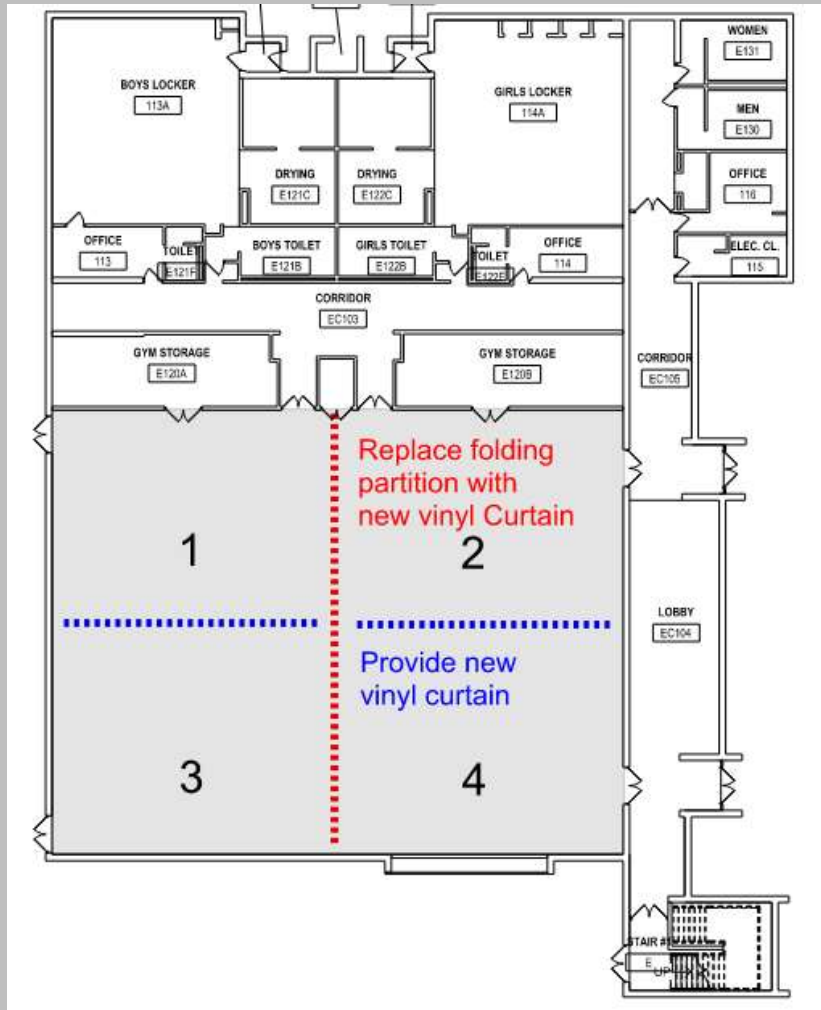 WOMEN
E131
BOYS LOCKER
113A
GIRLS LOCKER
114A
MEN
E130
DRYING
E121C
DRYING
E122C
OFFICE
116
OFFICE
113
TOILET
E121F
BOYS TOILET
E121B
GIRLS TOILET
E122B
TOILET
E122F
OFFICE
114
ELEC. CL.
115
CORRIDOR
EC103
GYM STORAGE
E120A
GYM STORAGE
E120B
CORRIDOR
EC105
Replace folding
partition with
new vinyl Curtain
1
2
LOBBY
EC104
Provide new
vinyl curtain
3
4
STAIR #1
E
UP